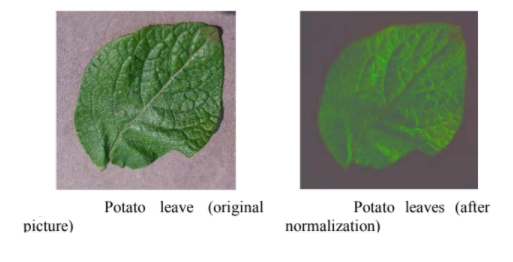 Potato leave (original
picture)
Potato leaves (after
normalization)